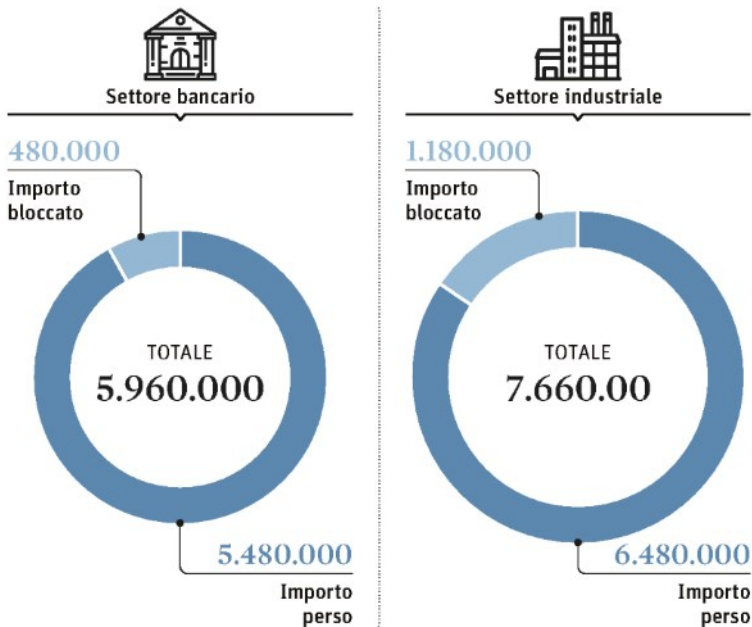 Settore bancario
480.000
Importo
bloccato
TOTALE
5.960.000
5.480.000
Importo
perso
Settore industriale
1.180.000
Importo
bloccato
TOTALE
7.660.00
6.480.000
Importo
perso